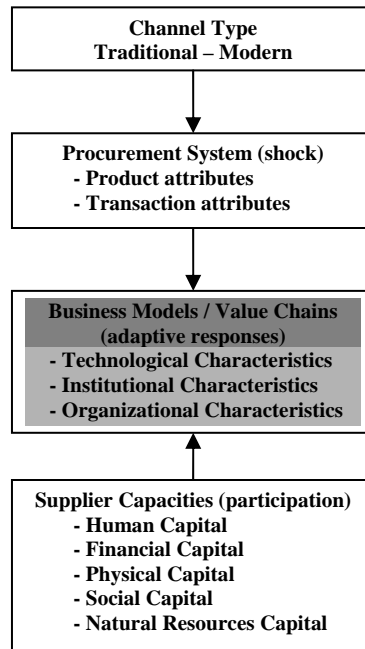 Channel Type
Traditional – Modern
Procurement System (shock)
- Product attributes
- Transaction attributes
Business Models / Value Chains
(adaptive responses)
- Technological Characteristics
- Institutional Characteristics
- Organizational Characteristics
Supplier Capacities (participation)
- Human Capital
- Financial Capital
- Physical Capital
- Social Capital
- Natural Resources Capital